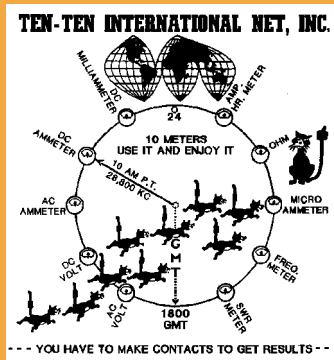 TEN-TEN INTERNATIONAL NET, INC.
DC
MILLIAMMETER
AMP
HR. METER
24
DC
AMMETER
10 METERS
USE IT AND ENJOY IT
OHM
10 AM P.T.
28,800 KC
AC
AMMETER
MICRO
AMMETER
GMT
DC
VOLT
FREQ.
METER
AC
VOLT
1800
GMT
SWR
METER
- - - YOU HAVE TO MAKE CONTACTS TO GET RESULTS - -